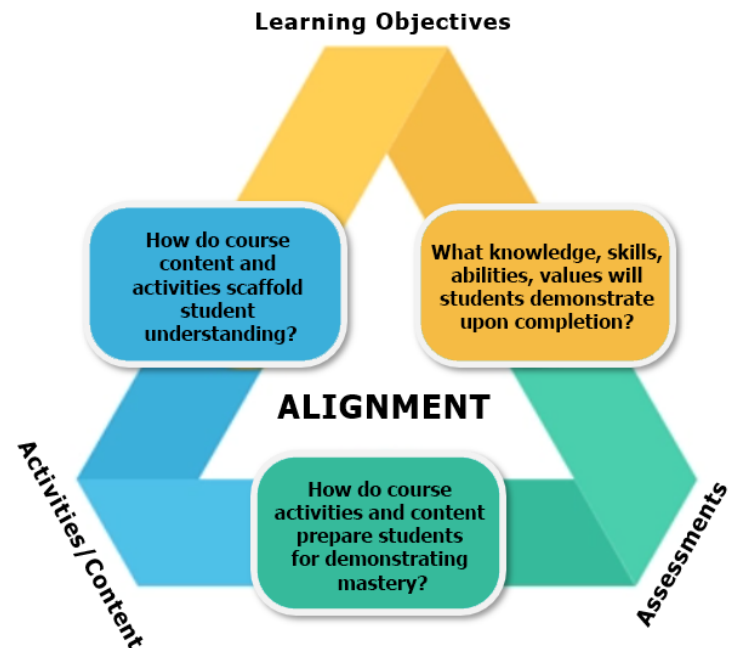 Learning Objectives
How do course
content and
activities scaffold
student
understanding?
What knowledge, skills,
abilities, values will
students demonstrate
upon completion?
ALIGNMENT
Activities/Content
How do course
activities and content
prepare students
for demonstrating
mastery?
Assessments